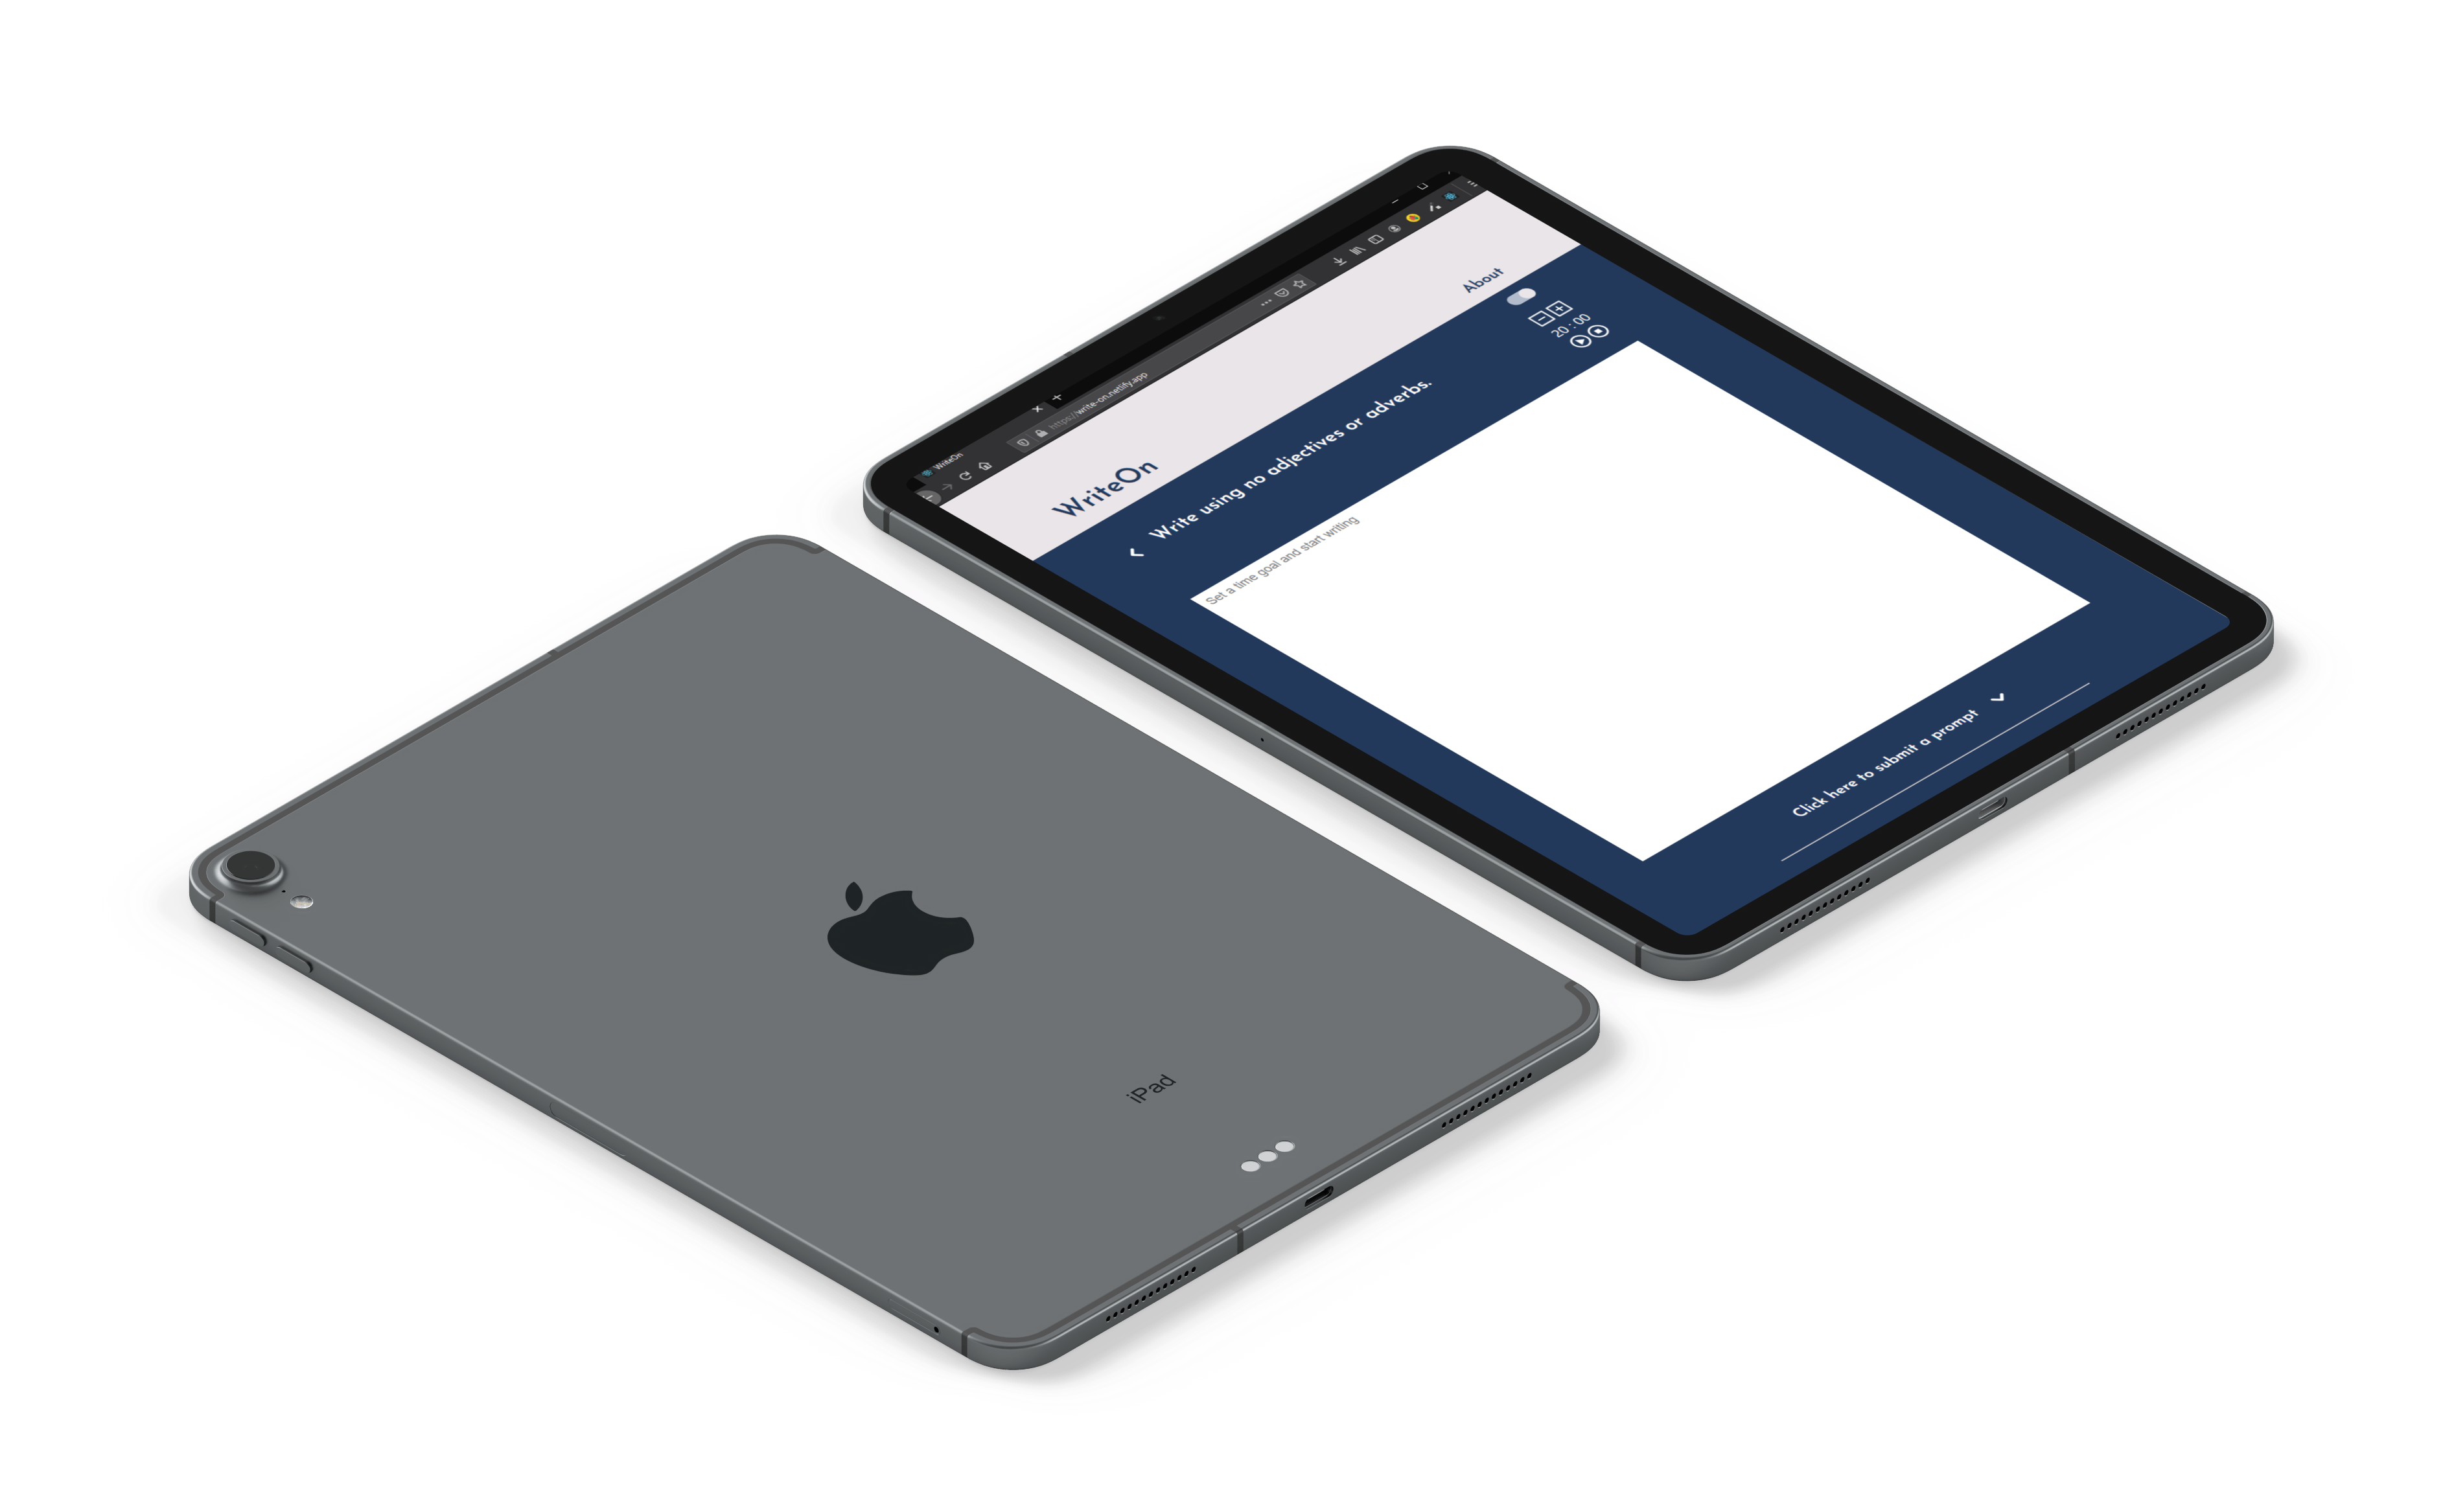 WriteOn
https://write-on.netlify.app
WriteOn
About
Write using no adjectives or adverbs.
20 : 00
Set a time goal and start writing
Click here to submit a prompt
iPad